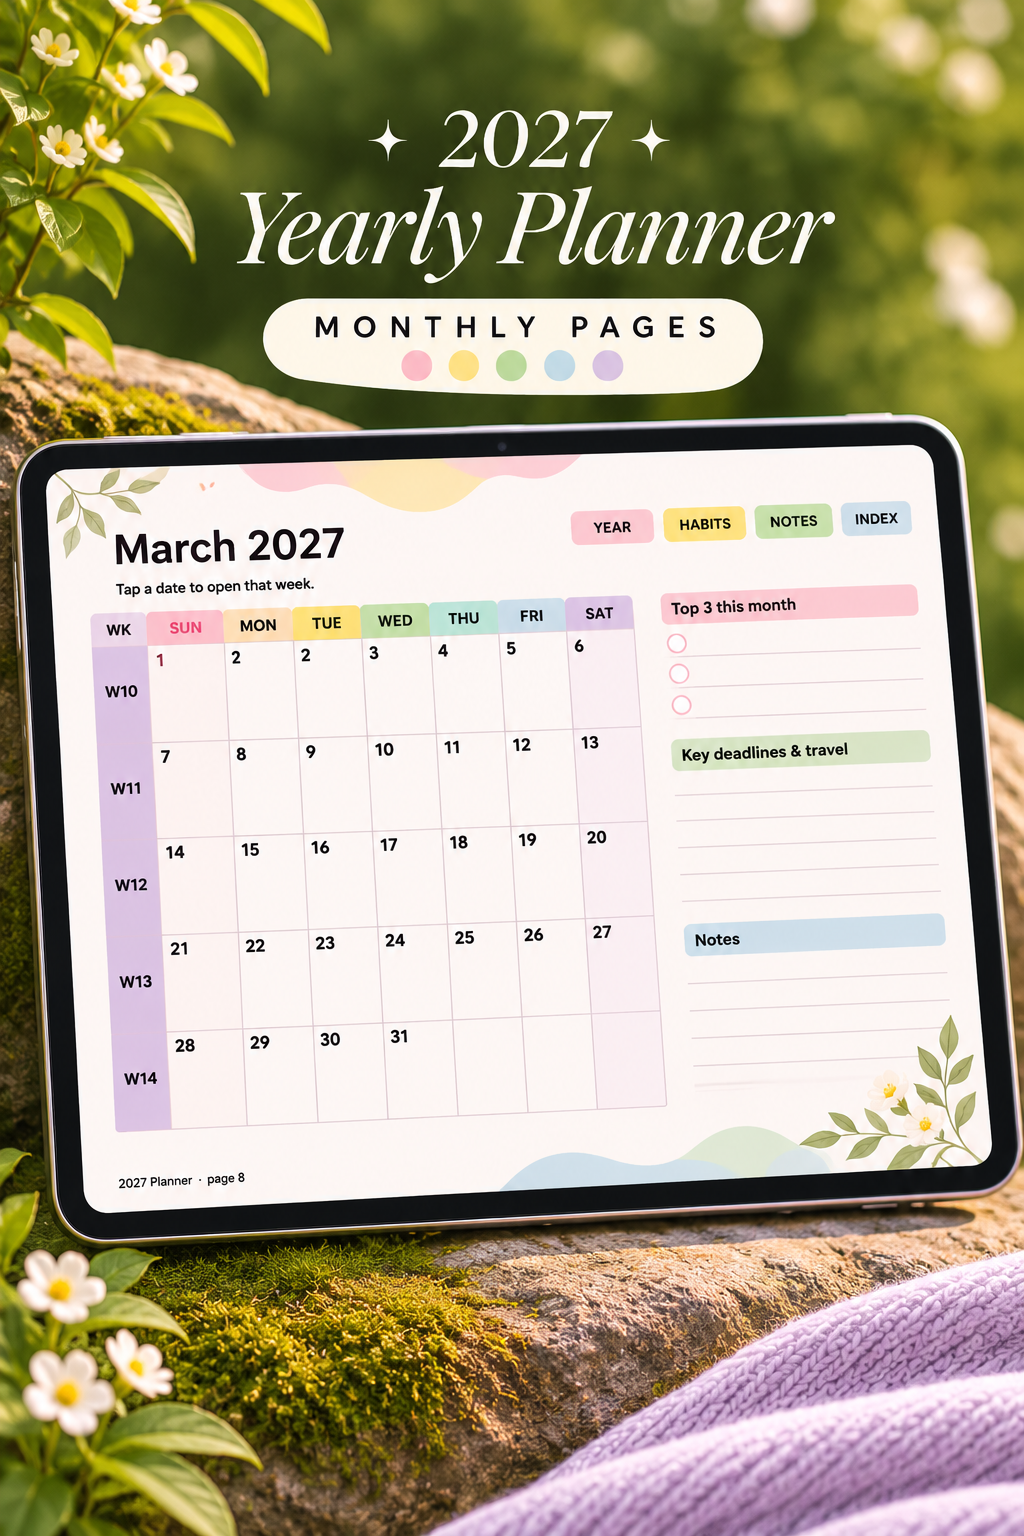 2027
Yearly Planner
MONTHLY PAGES
March 2027
Tap a date to open that week.
YEAR HABITS NOTES INDEX
WK SUN MON TUE WED THU FRI SAT
W10 1 2 2 3 4 5 6
W11 7 8 9 10 11 12 13
W12 14 15 16 17 18 19 20
W13 21 22 23 24 25 26 27
W14 28 29 30 31
Top 3 this month
Key deadlines & travel
Notes
2027 Planner · page 8